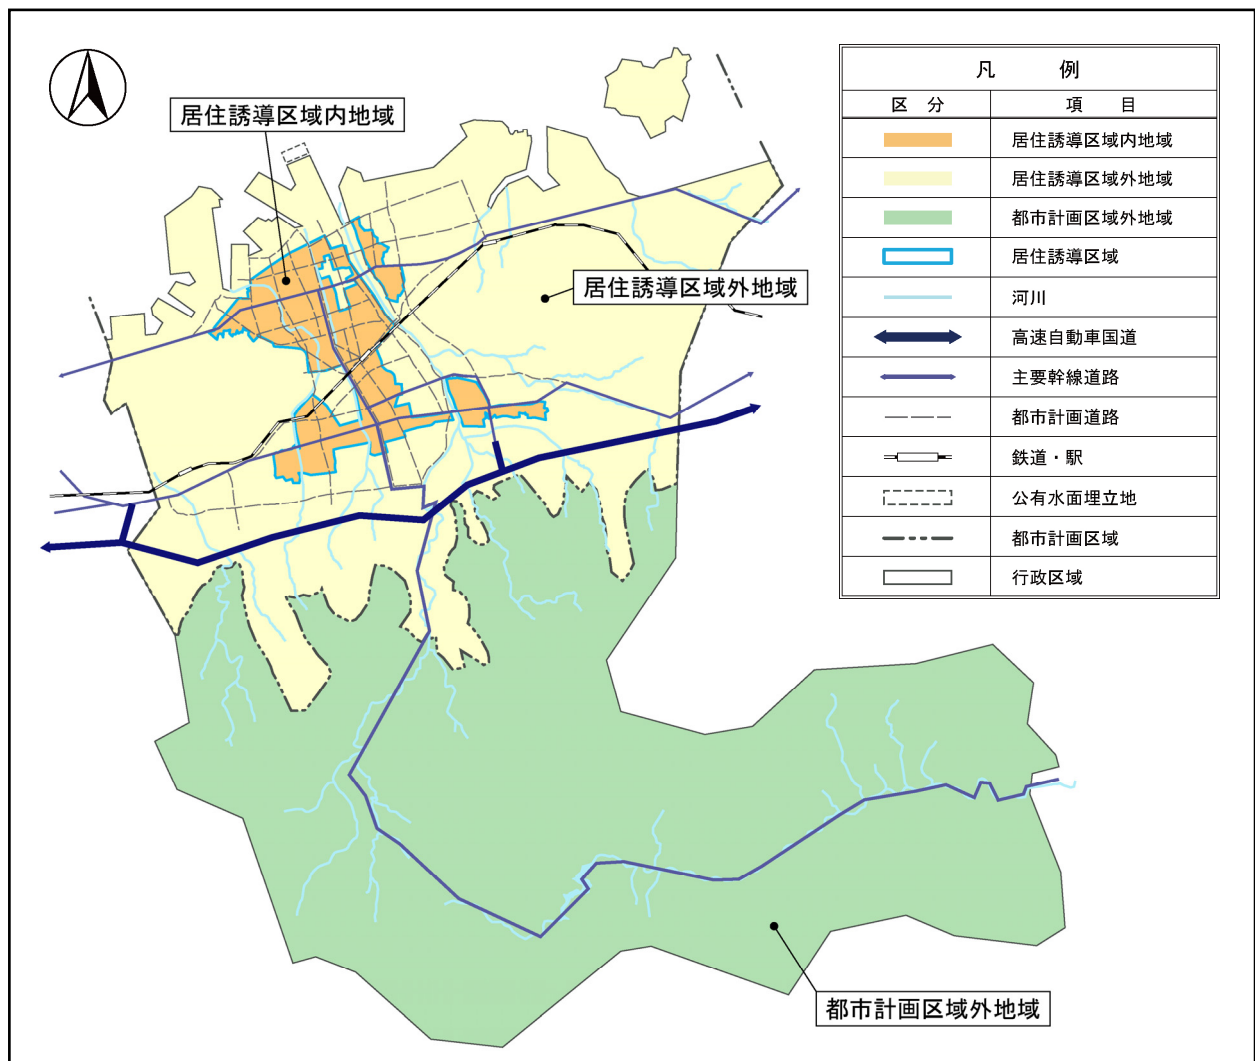 凡 例
区 分 項 目
居住誘導区域内地域
居住誘導区域外地域
都市計画区域外地域
居住誘導区域
河川
高速自動車国道
主要幹線道路
都市計画道路
鉄道・駅
公有水面埋立地
都市計画区域
行政区域
居住誘導区域内地域
居住誘導区域外地域
都市計画区域外地域